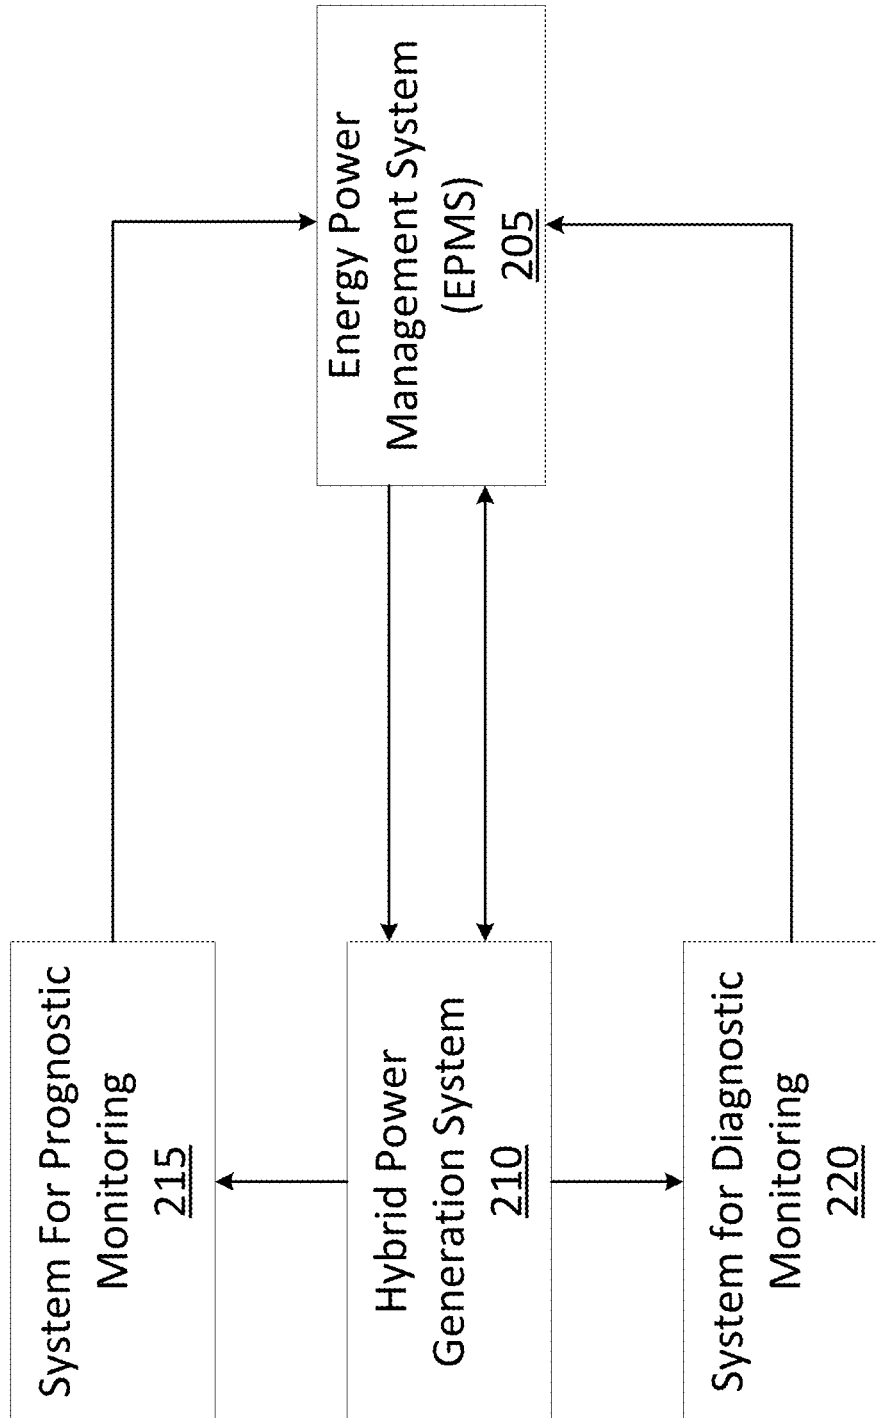 System For Prognostic
Monitoring
215
Hybrid Power
Generation System
210
System for Diagnostic
Monitoring
220
Energy Power
Management System
(EPMS)
205